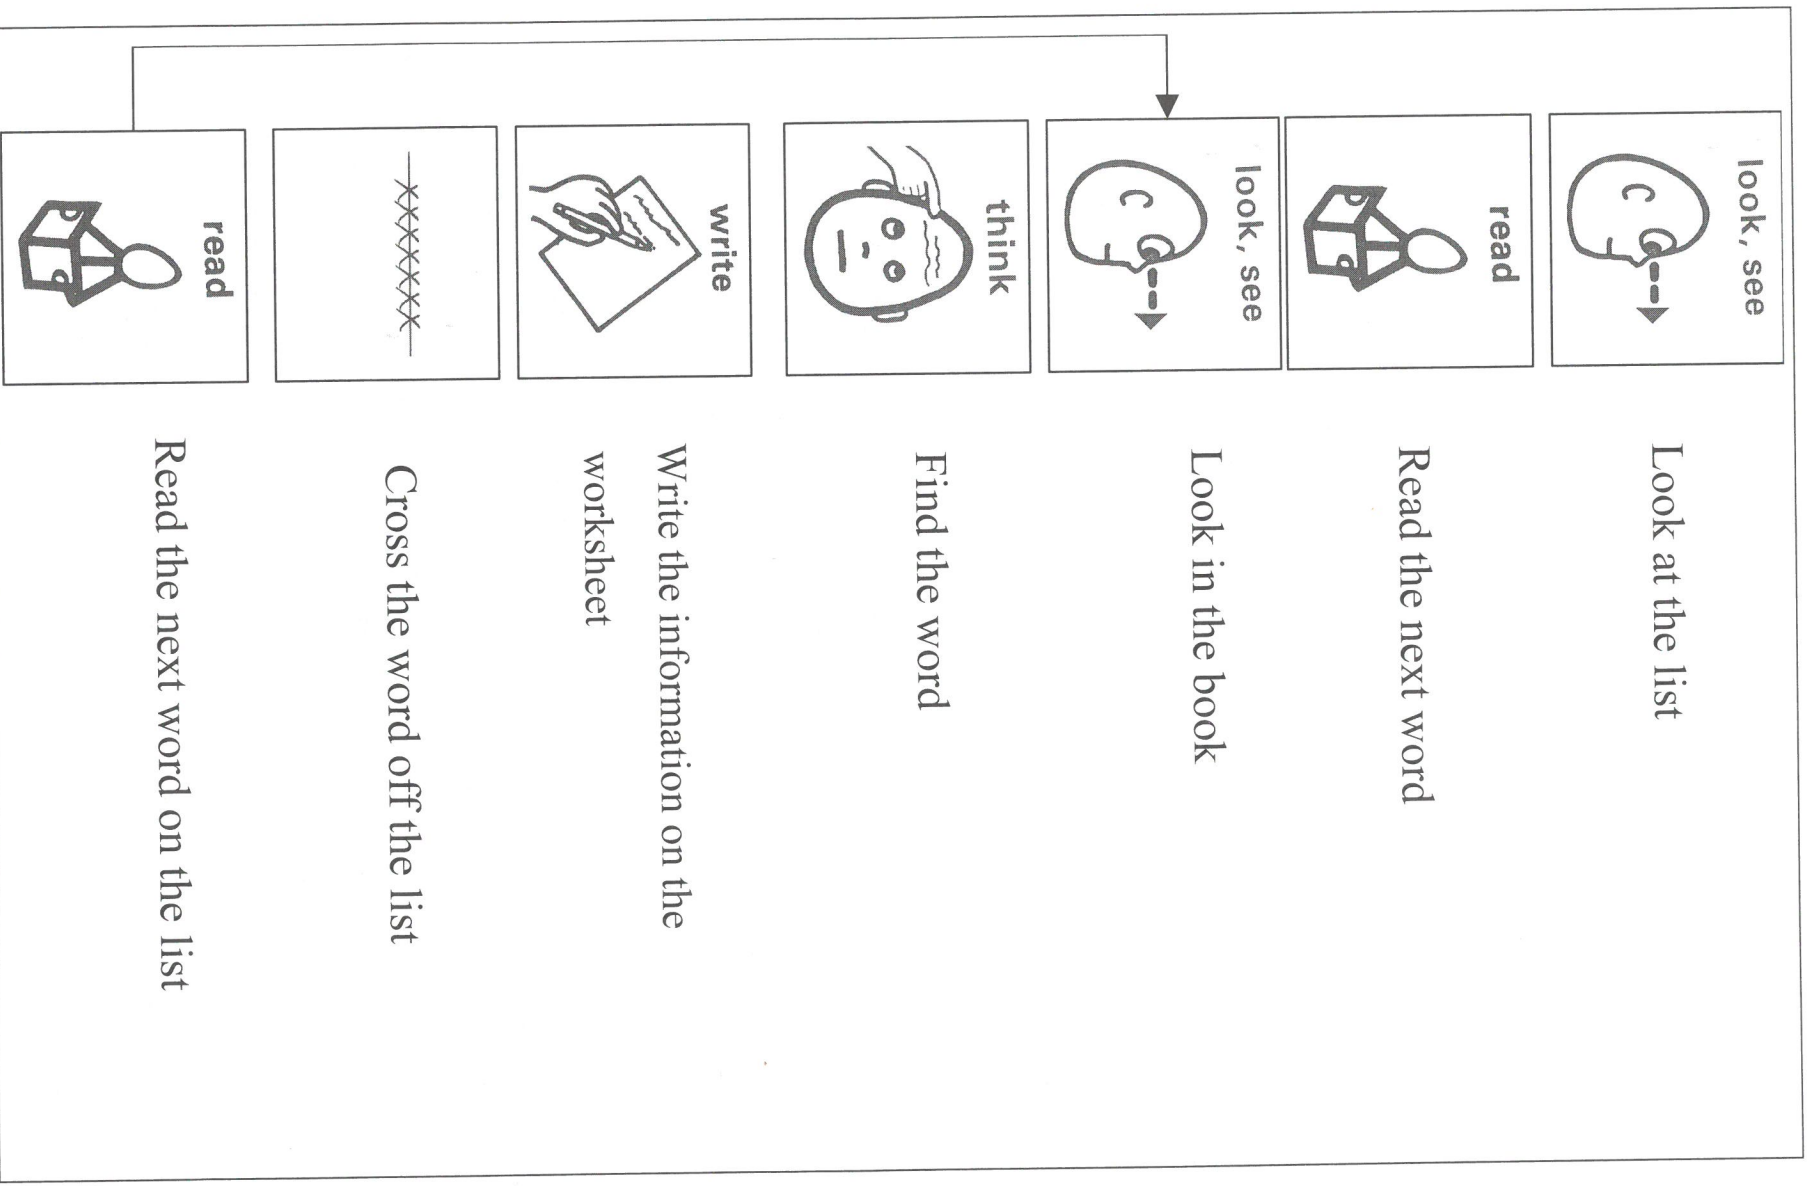 look, see
Look at the list
read
Read the next word
look, see
Look in the book
think
Find the word
write
Write the information on the
worksheet
XXXXXXX
Cross the word off the list
read
Read the next word on the list